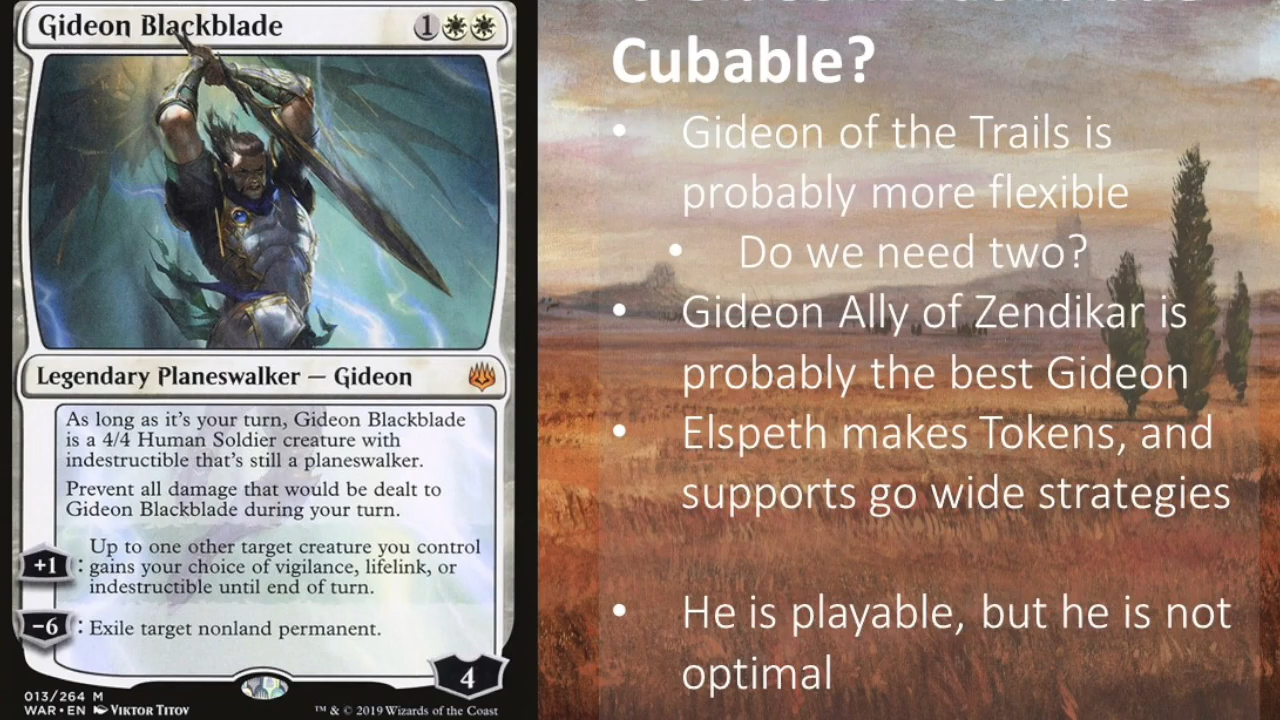 Gideon Blackblade 1
Legendary Planeswalker — Gideon
As long as it's your turn, Gideon Blackblade
is a 4/4 Human Soldier creature with
indestructible that's still a planeswalker.
Prevent all damage that would be dealt to
Gideon Blackblade during your turn.
Up to one other target creature you control
+1 : gains your choice of vigilance, lifelink, or
indestructible until end of turn.
-6 : Exile target nonland permanent.
4
013/264 M
WAR • EN Viktor Titov
™ & © 2019 Wizards of the Coast
Cubable?
• Gideon of the Trails is
probably more flexible
• Do we need two?
• Gideon Ally of Zendikar is
probably the best Gideon
• Elspeth makes Tokens, and
supports go wide strategies
• He is playable, but he is not
optimal